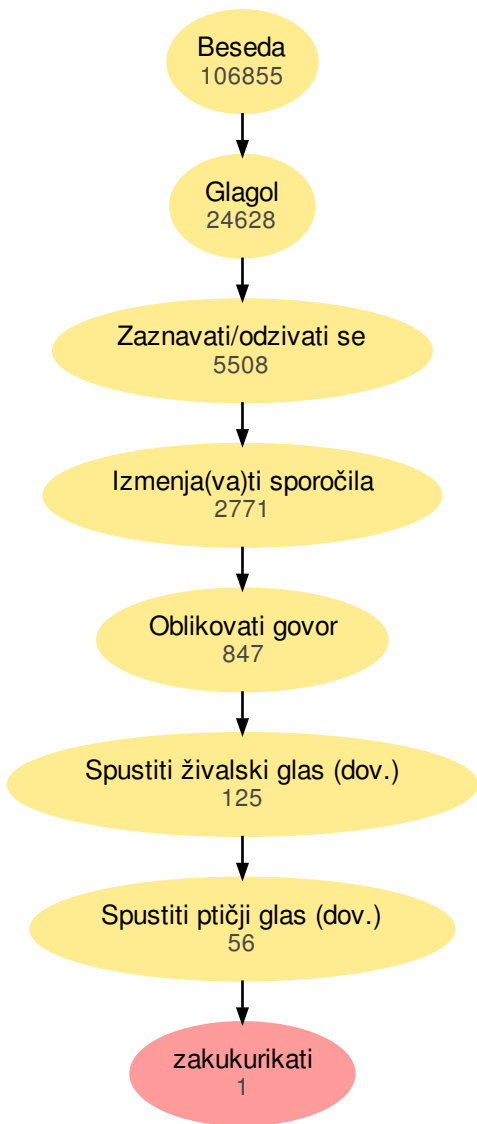 Beseda
106855
Glagol
24628
Zaznavati/odzivati se
5508
Izmenja(va)ti sporočila
2771
Oblikovati govor
847
Spustiti živalski glas (dov.)
125
Spustiti ptičji glas (dov.)
56
zakukurikati
1